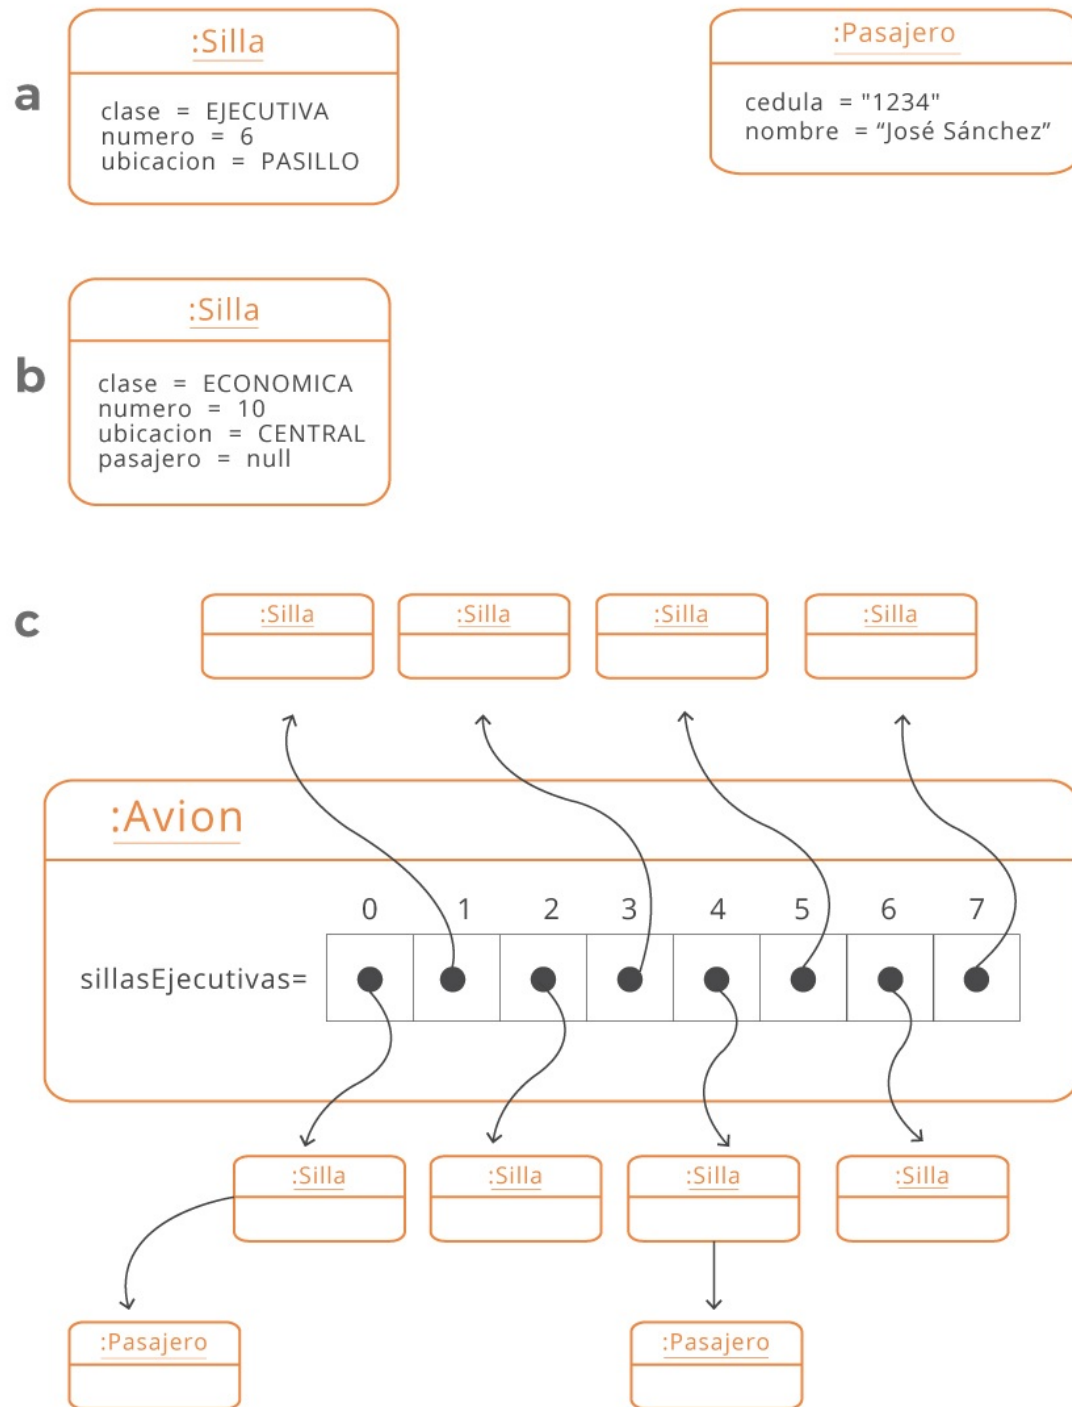 :Silla
:Pasajero
a
clase = EJECUTIVA
numero = 6
ubicacion = PASILLO
cedula = "1234"
nombre = “José Sánchez”
:Silla
b
clase = ECONOMICA
numero = 10
ubicacion = CENTRAL
pasajero = null
c
:Silla :Silla :Silla :Silla
:Avion
0 1 2 3 4 5 6 7
sillasEjecutivas=
:Silla :Silla :Silla :Silla
:Pasajero :Pasajero